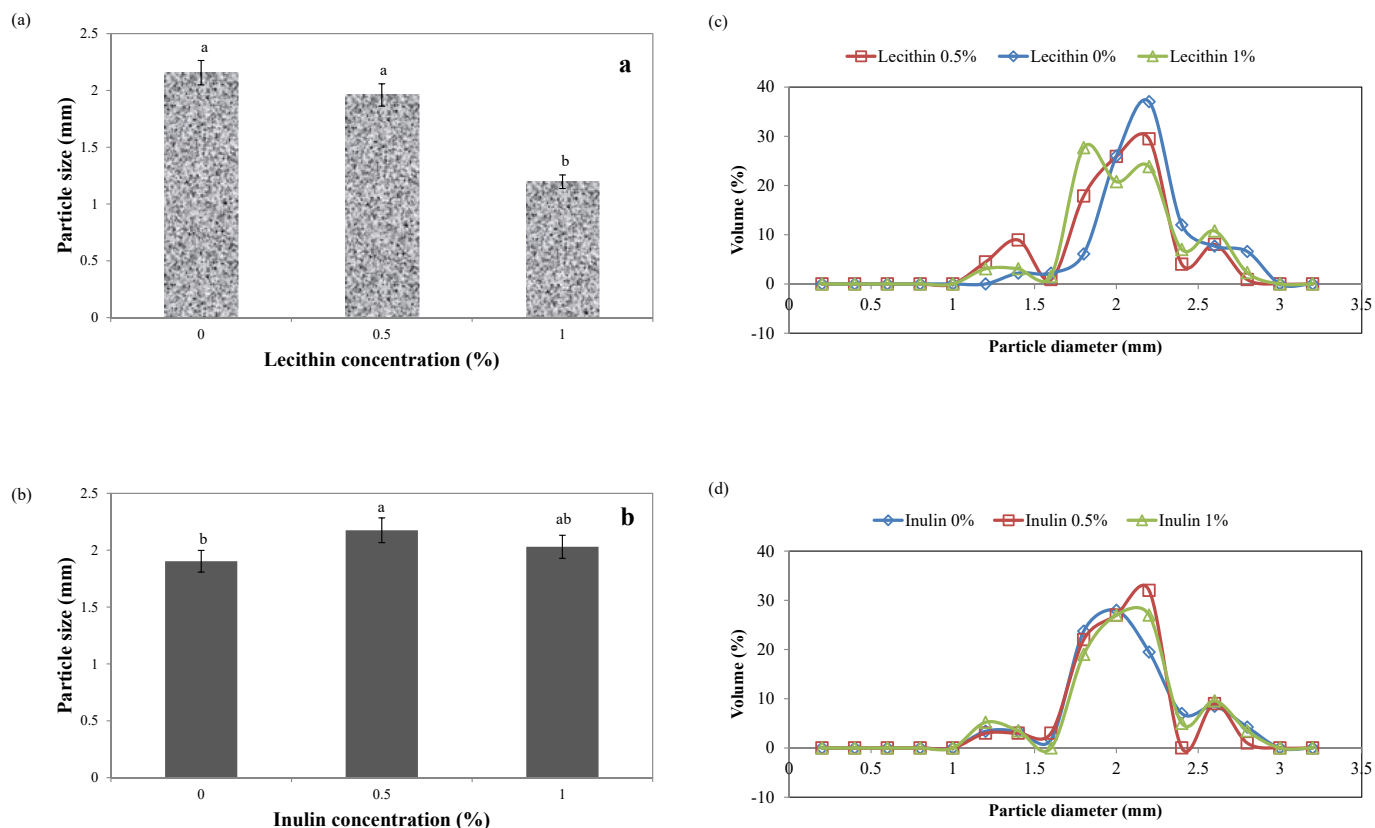 (a)
2.5
2
1.5
1
0.5
0
Particle size (mm)
a
a
b
a
0
0.5
1
Lecithin concentration (%)
(c)
Lecithin 0.5%
Lecithin 0%
Lecithin 1%
40
30
20
10
0
-10
Volume (%)
0
0.5
1
1.5
2
2.5
3
3.5
Particle diameter (mm)
(b)
2.5
2
1.5
1
0.5
0
Particle size (mm)
b
a
ab
b
0
0.5
1
Inulin concentration (%)
(d)
Inulin 0%
Inulin 0.5%
Inulin 1%
40
30
20
10
0
-10
Volume (%)
0
0.5
1
1.5
2
2.5
3
3.5
Particle diameter (mm)